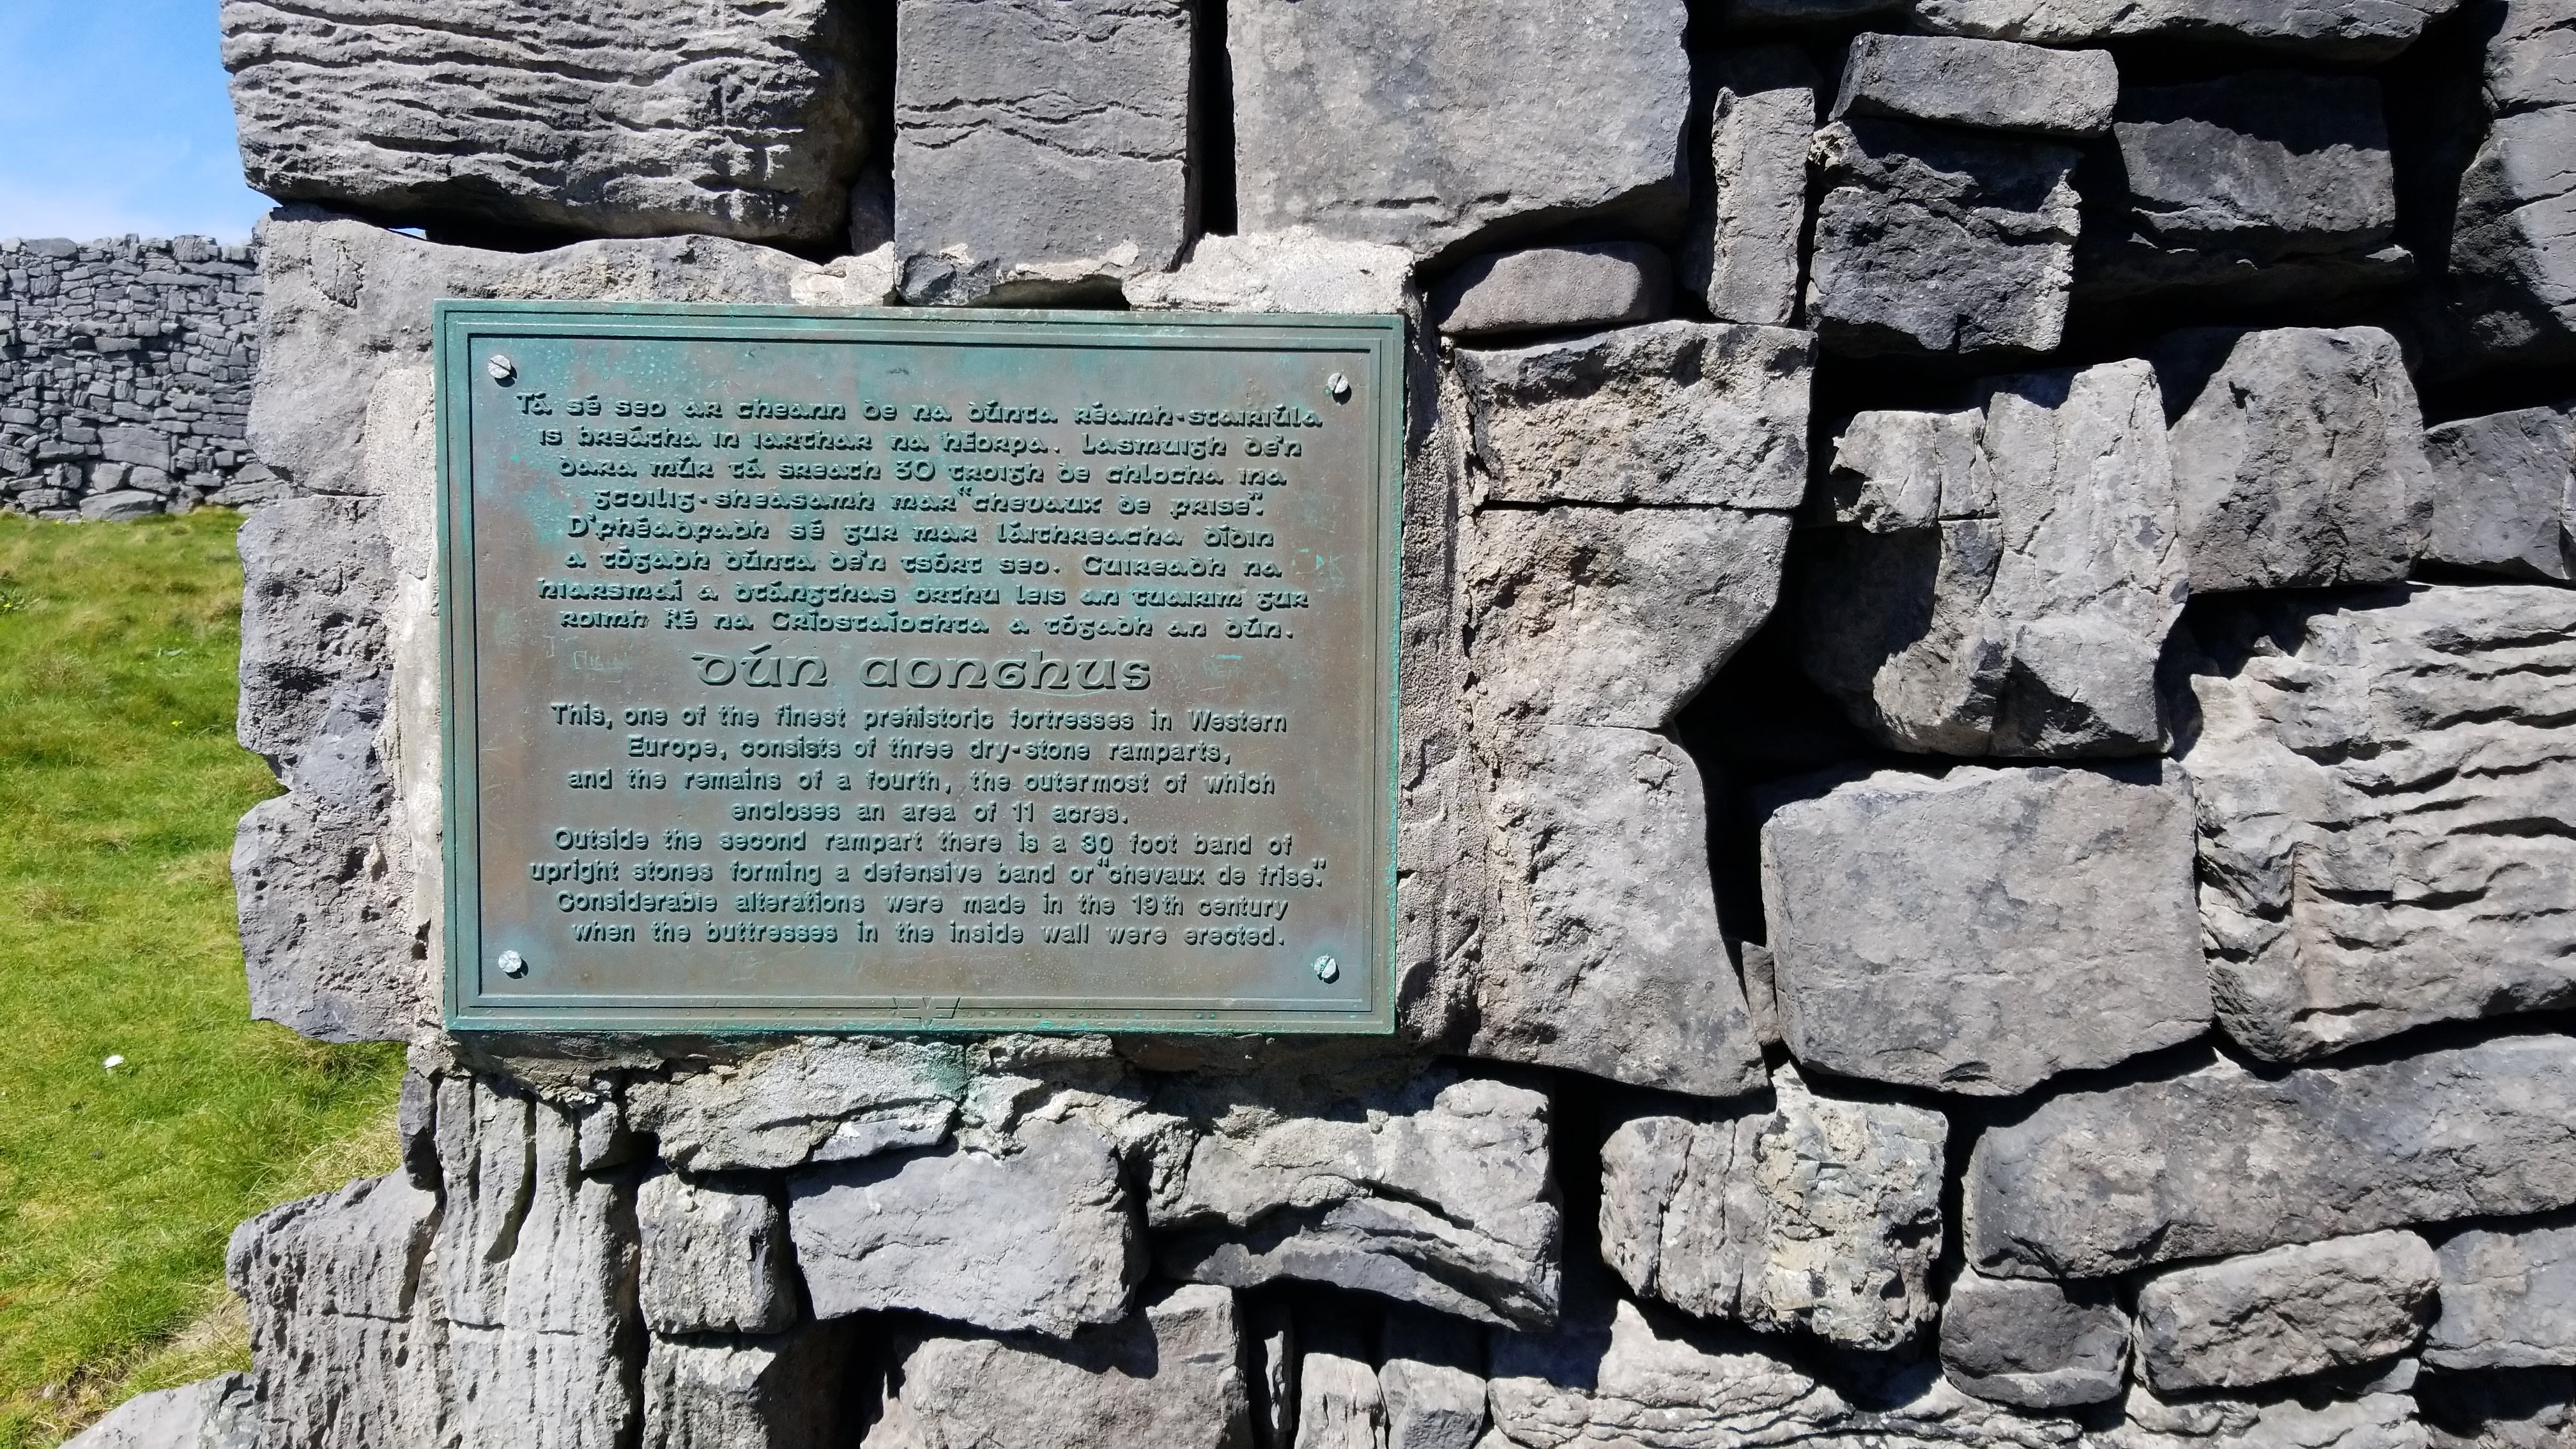 Tá sé seo ar cheann de na dúnta réamh-stairiúla
is breátha in iarthar na hEorpa. Lasmuigh de'n
dara múr tá sreath 30 troigh de chlocha ina
gcoilig-sheasamh mar "chevaux de frise".
D'fhéadfadh sé gur mar láithreacha dídin
a tógadh dúnta de'n tsórt seo. Cuireadh na
hiarsmaí a dtángthas orthu leis an tuairim gur
roimh Ré na Críostaíochta a tógadh an dún.
Dún Aonghus
This, one of the finest prehistoric fortresses in Western
Europe, consists of three dry-stone ramparts,
and the remains of a fourth, the outermost of which
encloses an area of 11 acres.
Outside the second rampart there is a 30 foot band of
upright stones forming a defensive band or "chevaux de frise."
Considerable alterations were made in the 19th century
when the buttresses in the inside wall were erected.